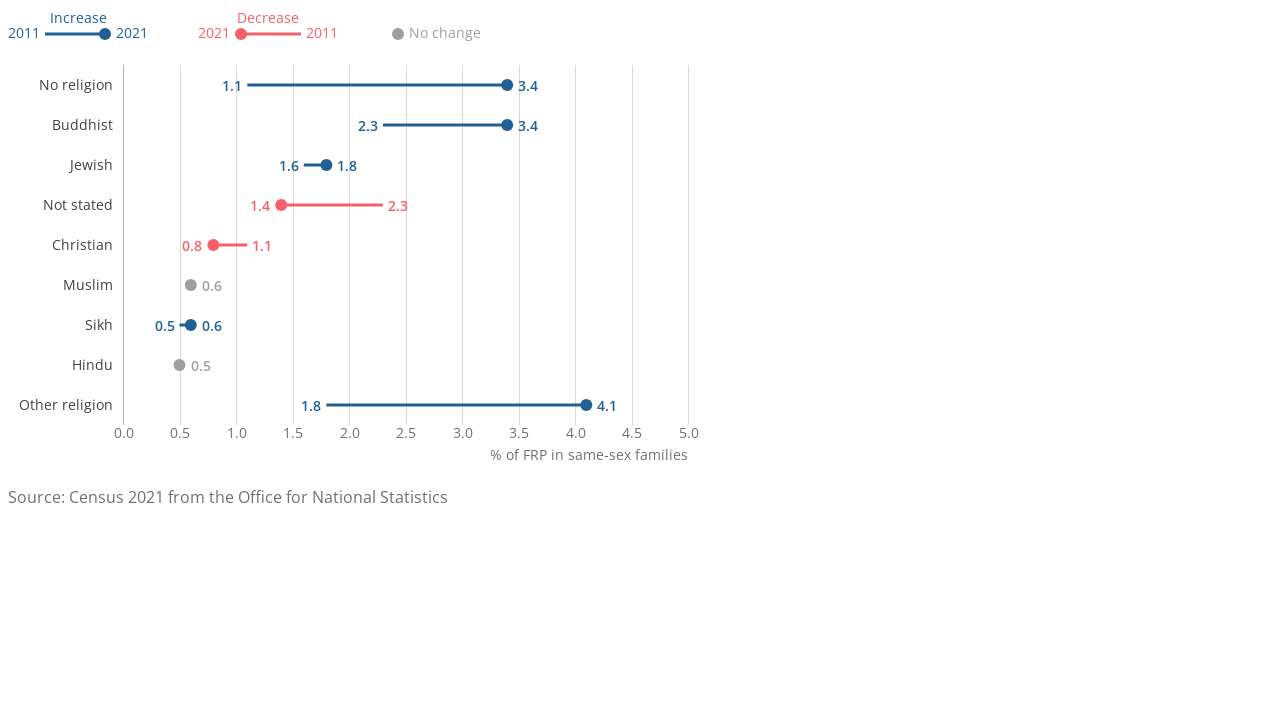 Increase Decrease
2011 2021 2021 2011 No change
No religion 1.1 3.4
Buddhist 2.3 3.4
Jewish 1.6 1.8
Not stated 1.4 2.3
Christian 0.8 1.1
Muslim 0.6
Sikh 0.5 0.6
Hindu 0.5
Other religion 1.8 4.1
0.0 0.5 1.0 1.5 2.0 2.5 3.0 3.5 4.0 4.5 5.0
% of FRP in same-sex families
Source: Census 2021 from the Office for National Statistics